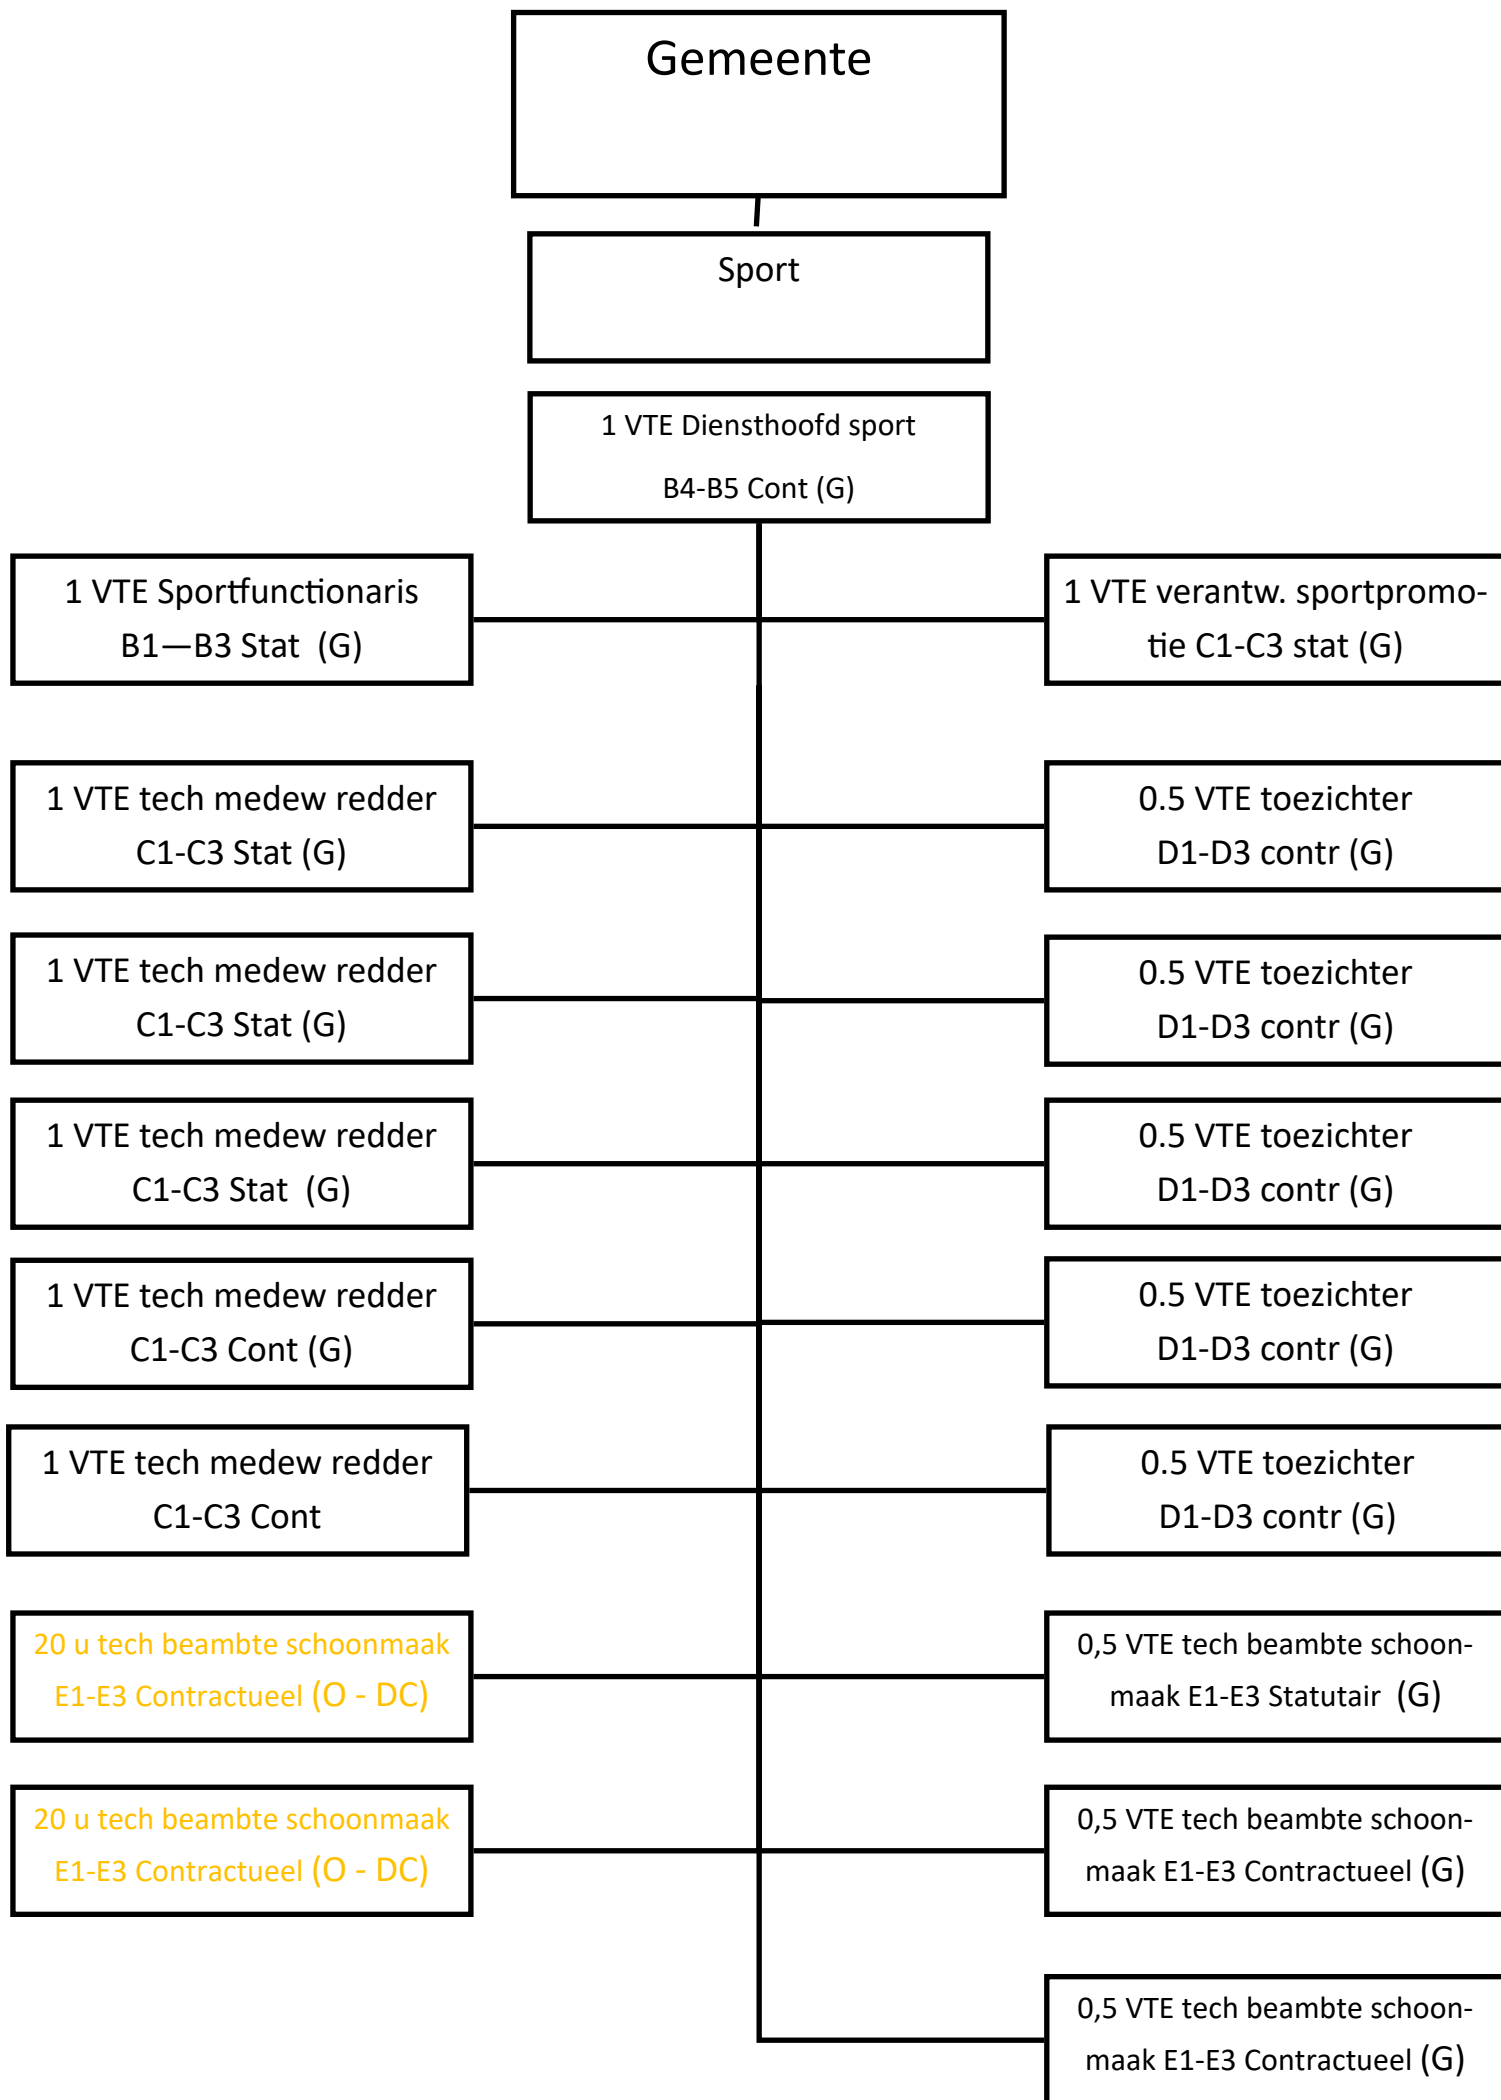 Gemeente
Sport
1 VTE Diensthoofd sport
B4-B5 Cont (G)
1 VTE Sportfunctionaris
B1—B3 Stat  (G)
1 VTE verantw. sportpromo-
tie C1-C3 stat (G)
1 VTE tech medew redder
C1-C3 Stat (G)
0.5 VTE toezichter
D1-D3 contr (G)
1 VTE tech medew redder
C1-C3 Stat (G)
0.5 VTE toezichter
D1-D3 contr (G)
1 VTE tech medew redder
C1-C3 Stat  (G)
0.5 VTE toezichter
D1-D3 contr (G)
1 VTE tech medew redder
C1-C3 Cont (G)
0.5 VTE toezichter
D1-D3 contr (G)
1 VTE tech medew redder
C1-C3 Cont
0.5 VTE toezichter
D1-D3 contr (G)
20 u tech beambte schoonmaak
E1-E3 Contractueel (O - DC)
0,5 VTE tech beambte schoon-
maak E1-E3 Statutair  (G)
20 u tech beambte schoonmaak
E1-E3 Contractueel (O - DC)
0,5 VTE tech beambte schoon-
maak E1-E3 Contractueel (G)
0,5 VTE tech beambte schoon-
maak E1-E3 Contractueel (G)